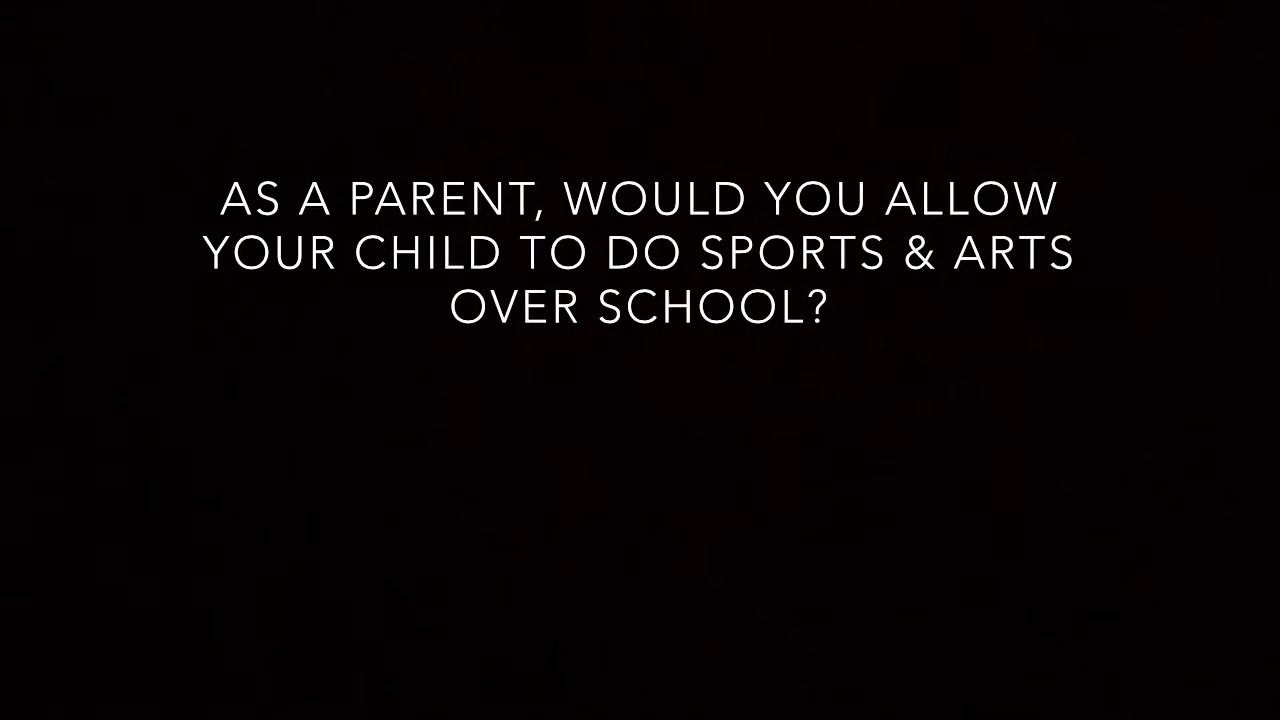 AS A PARENT, WOULD YOU ALLOW
YOUR CHILD TO DO SPORTS & ARTS
OVER SCHOOL?